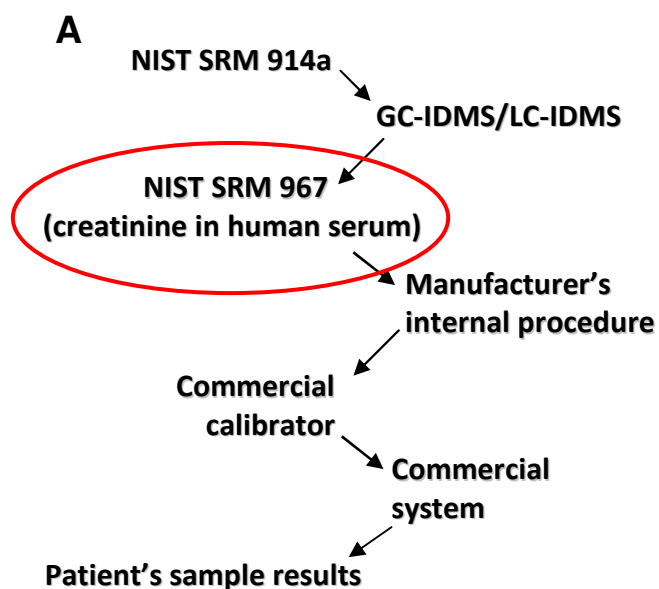 A
NIST SRM 914a
GC-IDMS/LC-IDMS
NIST SRM 967
(creatinine in human serum)
Manufacturer’s
internal procedure
Commercial
calibrator
Commercial
system
Patient’s sample results